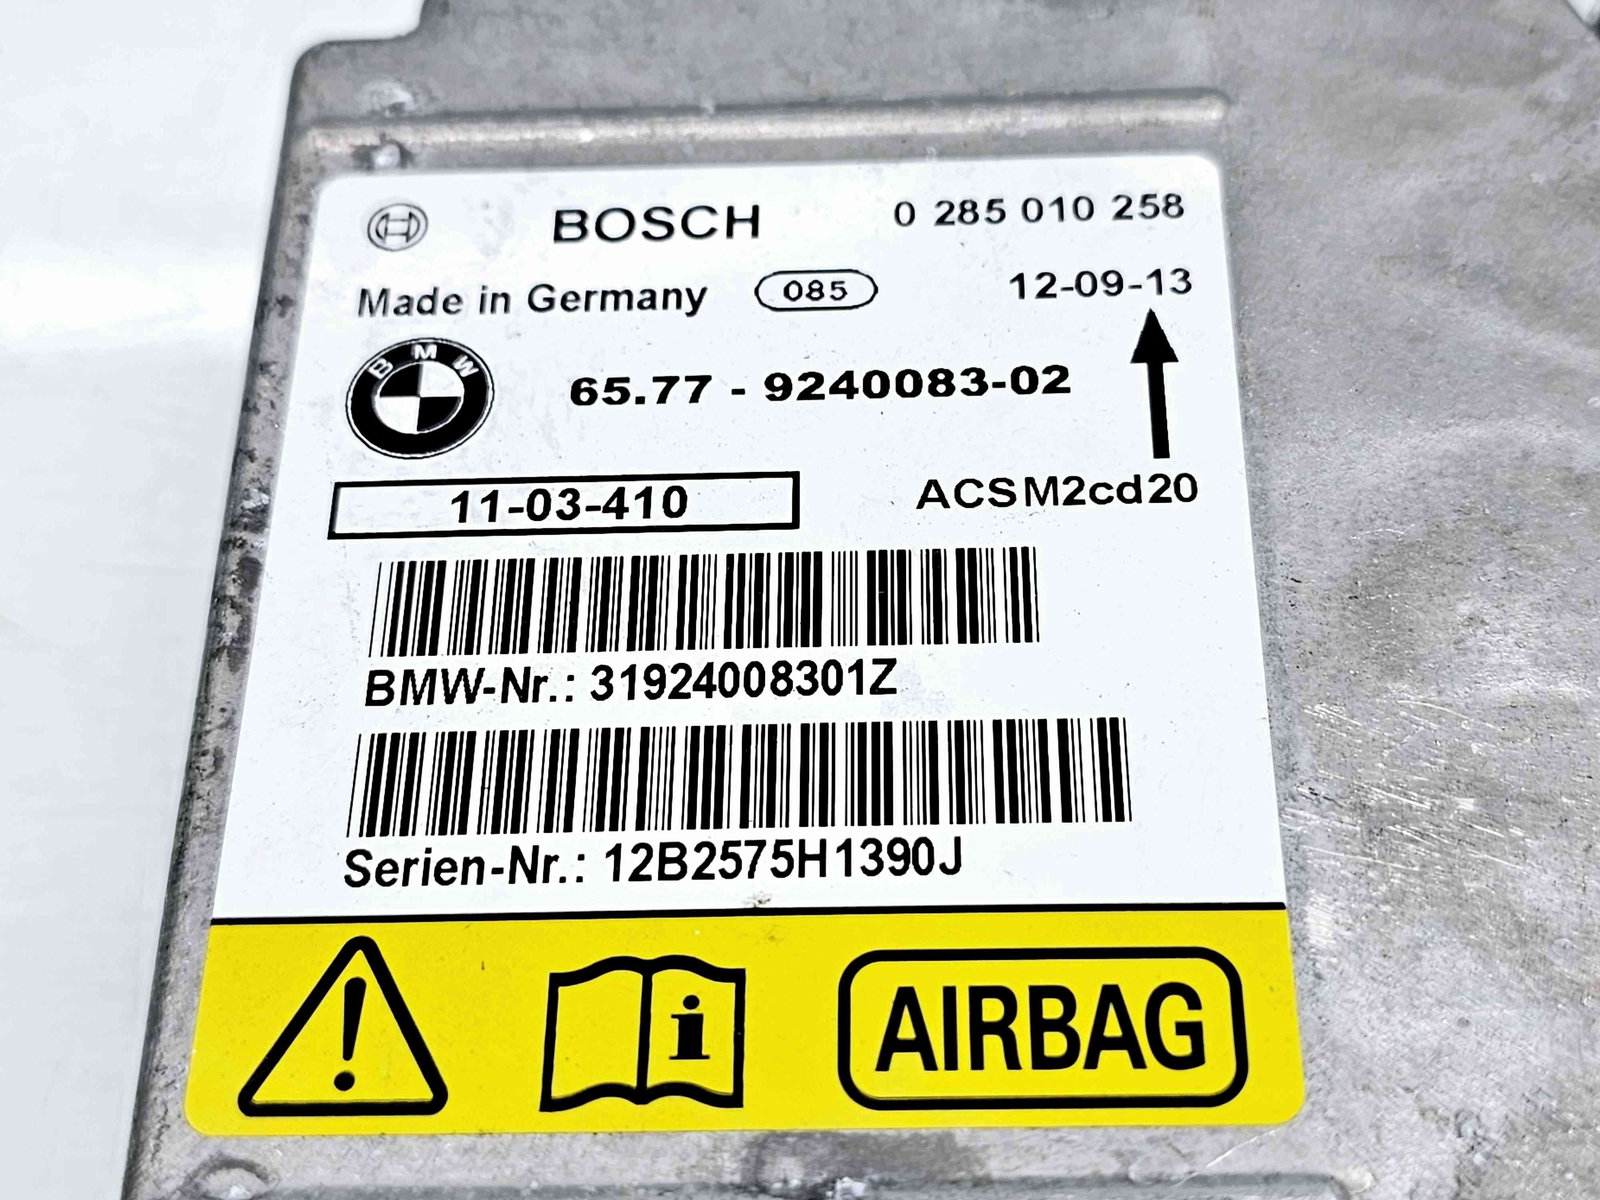 BOSCH 0 285 010 258
Made in Germany 085 12-09-13
BMW 65.77 - 9240083-02
11-03-410 ACSM2cd20
BMW-Nr.: 31924008301Z
Serien-Nr.: 12B2575H1390J
AIRBAG